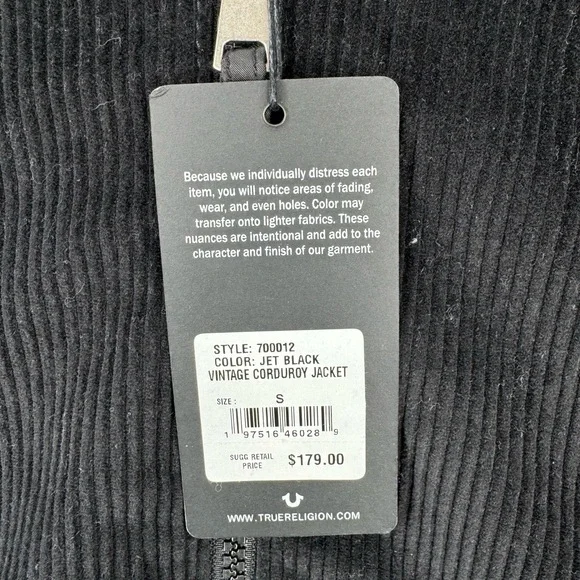 Because we individually distress each
item, you will notice areas of fading,
wear, and even holes. Color may
transfer onto lighter fabrics. These
nuances are intentional and add to the
character and finish of our garment.
STYLE: 700012
COLOR: JET BLACK
VINTAGE CORDUROY JACKET
SIZE : S
1 97516 46028 9
SUGG RETAIL
PRICE $179.00
WWW.TRUERELIGION.COM